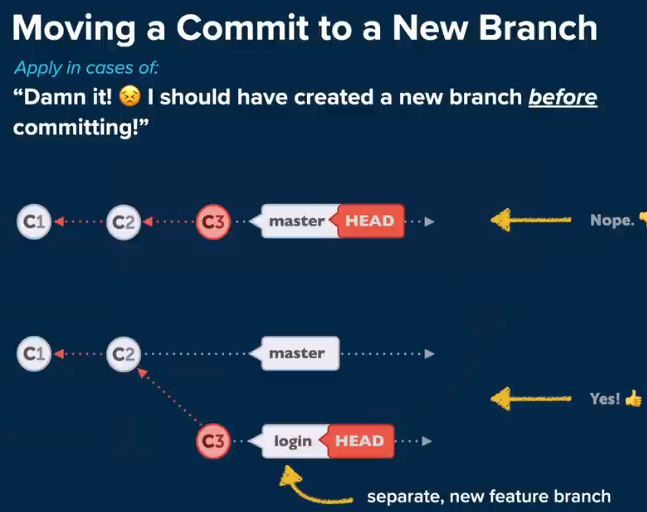 Moving a Commit to a New Branch
Apply in cases of:
“Damn it! 😣 I should have created a new branch before
committing!”
C1 C2 C3 master HEAD Nope. 👎
C1 C2 master
Yes! 👍
C3 login HEAD
separate, new feature branch